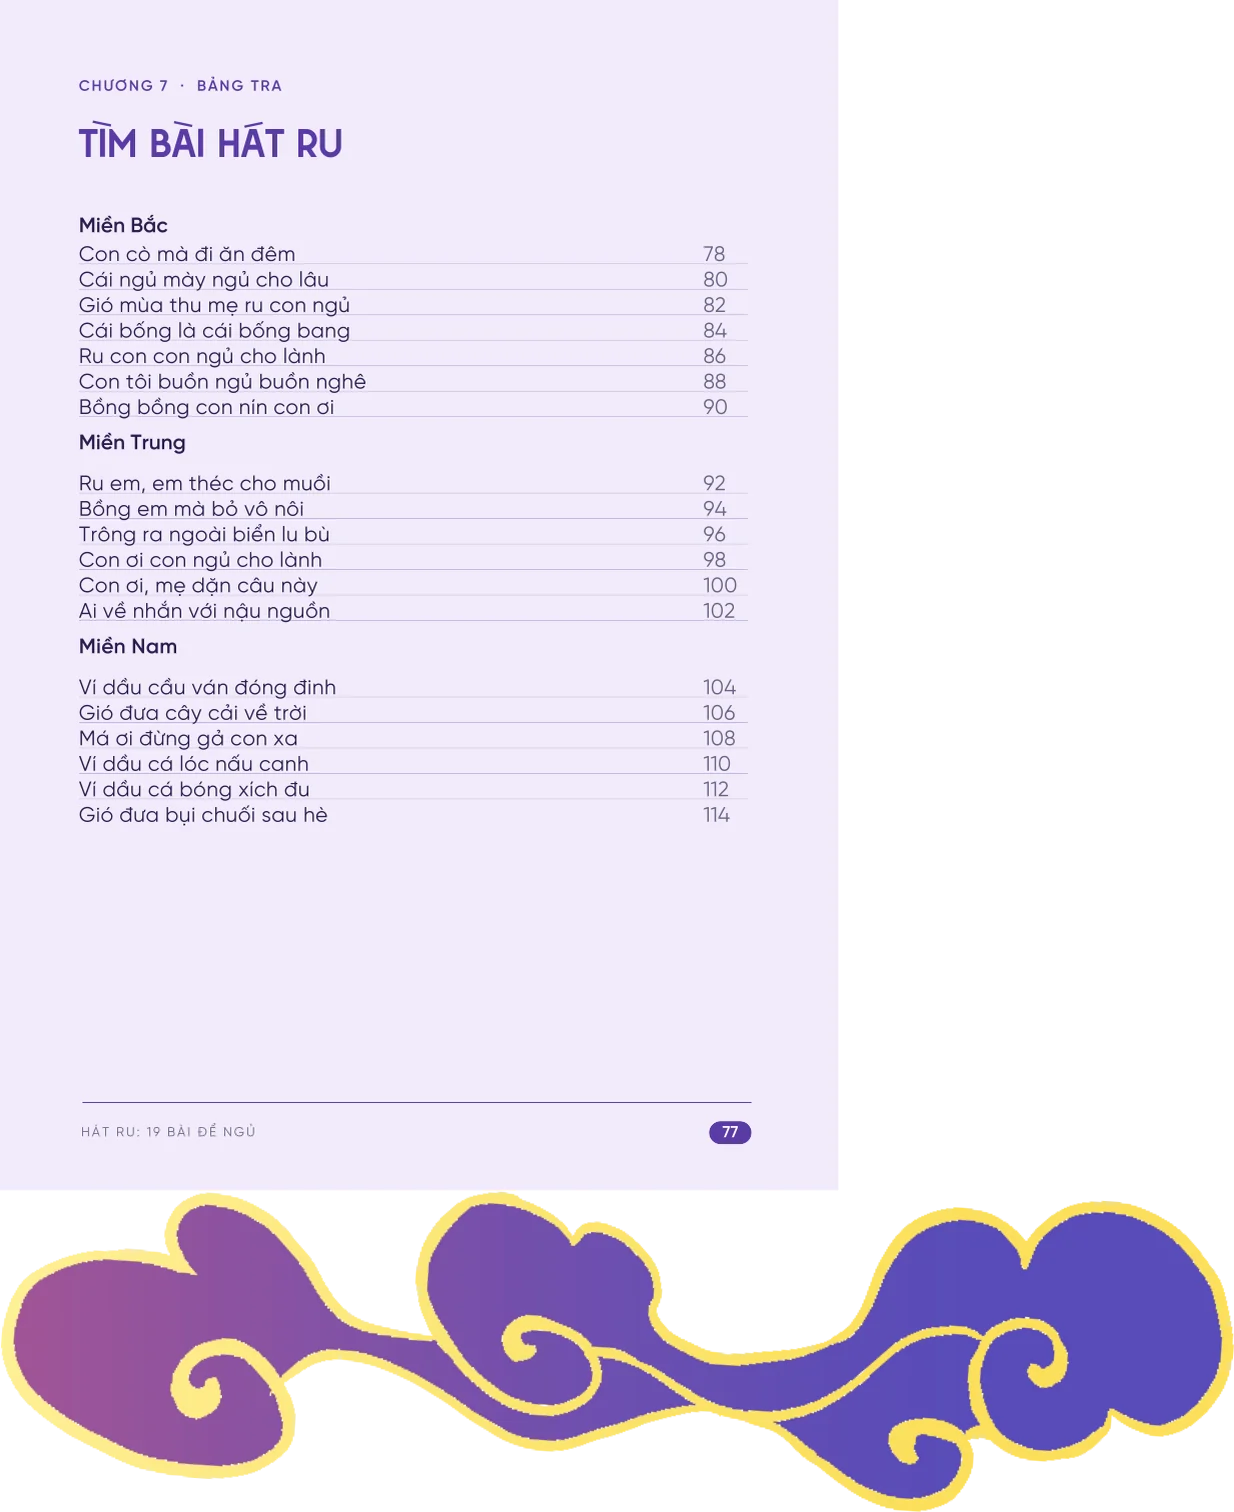 CHƯƠNG 7 · BẢNG TRA
TÌM BÀI HÁT RU
Miền Bắc
Con cò mà đi ăn đêm 78
Cái ngủ mày ngủ cho lâu 80
Gió mùa thu mẹ ru con ngủ 82
Cái bống là cái bống bang 84
Ru con con ngủ cho lành 86
Con tôi buồn ngủ buồn nghê 88
Bồng bồng con nín con ơi 90
Miền Trung
Ru em, em théc cho muồi 92
Bồng em mà bỏ vô nôi 94
Trông ra ngoài biển lu bù 96
Con ơi con ngủ cho lành 98
Con ơi, mẹ dặn câu này 100
Ai về nhắn với nậu nguồn 102
Miền Nam
Ví dầu cầu ván đóng đinh 104
Gió đưa cây cải về trời 106
Má ơi đừng gả con xa 108
Ví dầu cá lóc nấu canh 110
Ví dầu cá bóng xích đu 112
Gió đưa bụi chuối sau hè 114
HÁT RU: 19 BÀI ĐỂ NGỦ 77